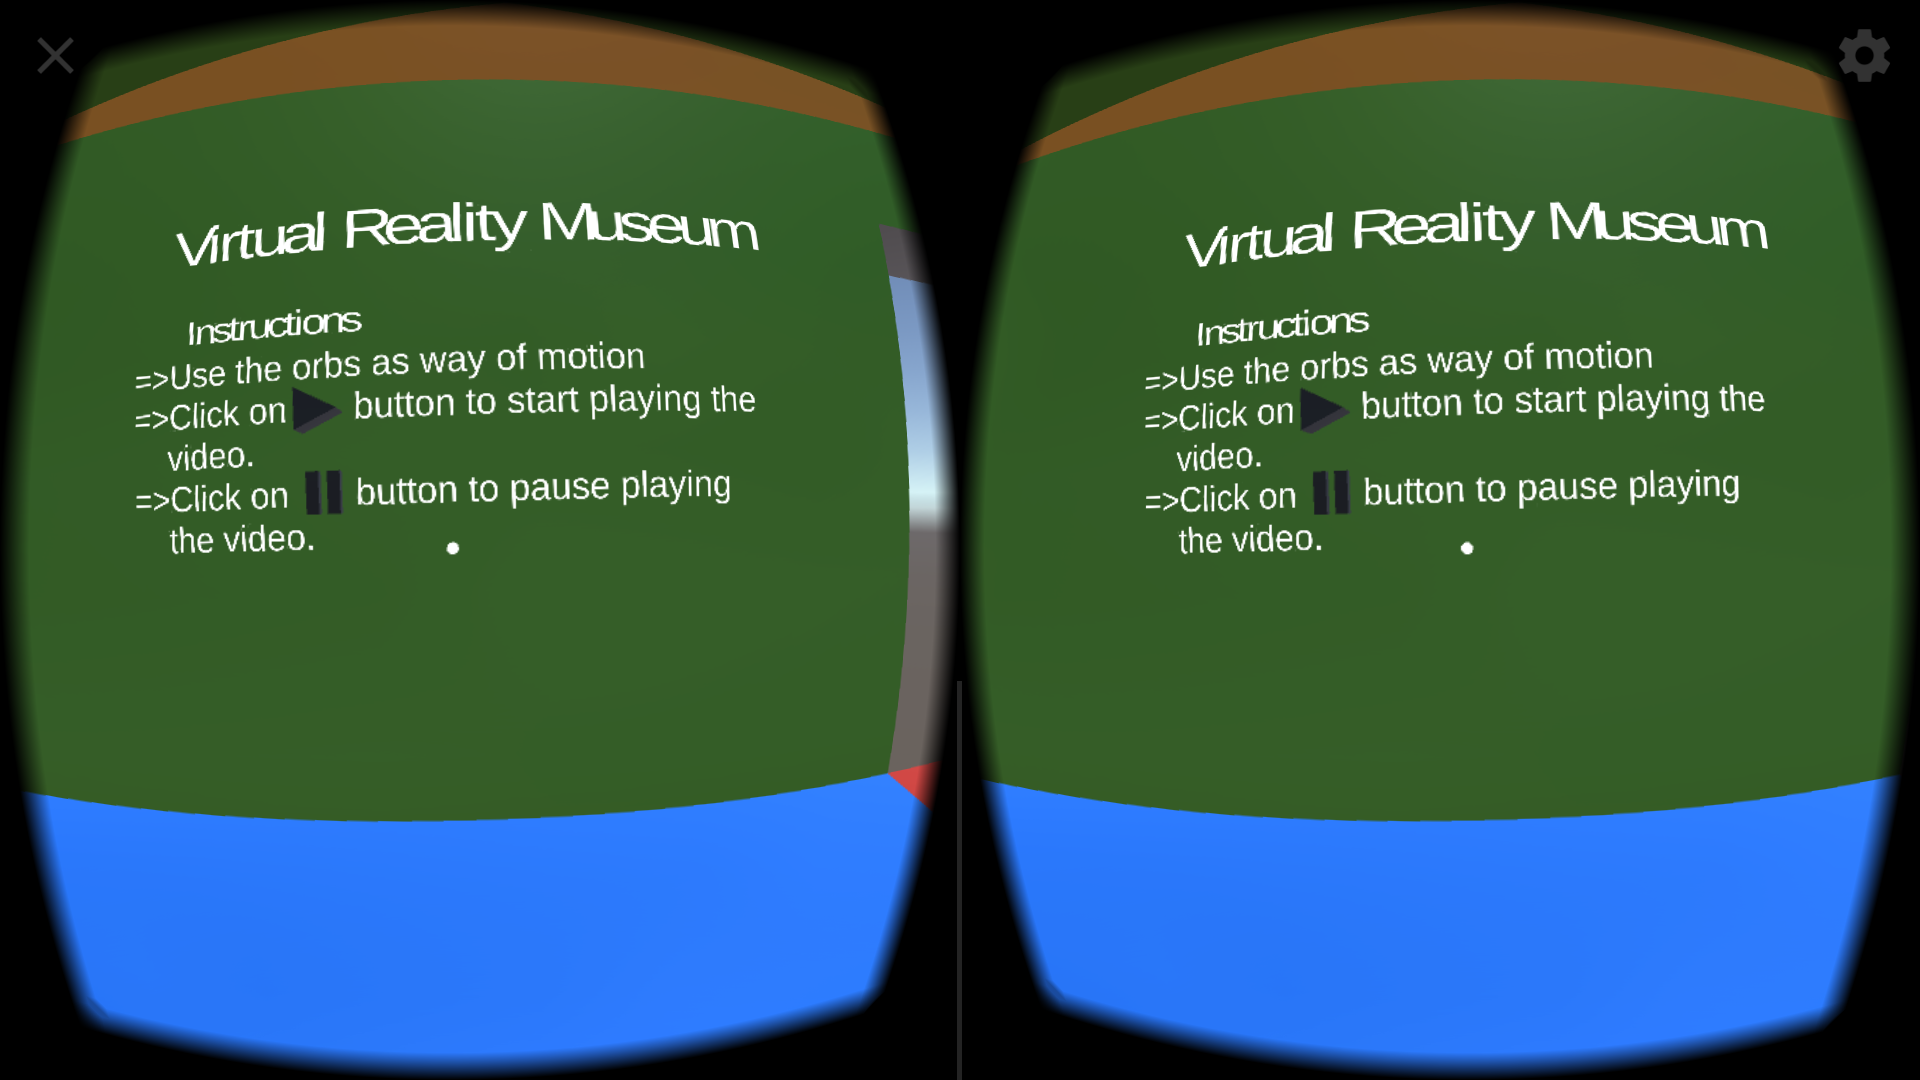 Virtual Reality Museum
Instructions
=>Use the orbs as way of motion
=>Click on button to start playing the
video.
=>Click on button to pause playing
the video.
Virtual Reality Museum
Instructions
=>Use the orbs as way of motion
=>Click on button to start playing the
video.
=>Click on button to pause playing
the video.